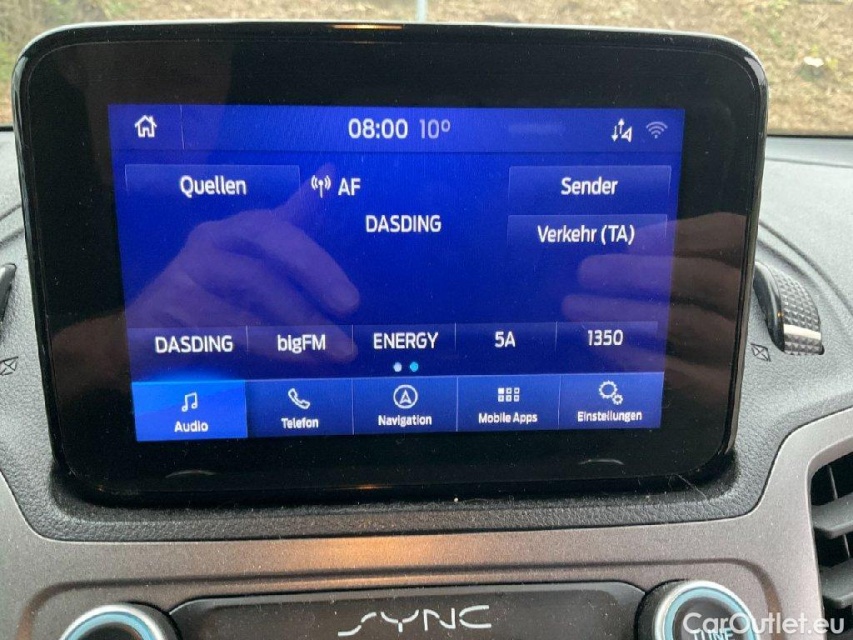 08:00 10°
Quellen
AF
Sender
DASDING
Verkehr (TA)
DASDING
bigFM
ENERGY
5A
1350
Audio
Telefon
Navigation
Mobile Apps
Einstellungen
SYNC
TUNE
CarOutlet.eu